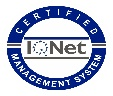 CERTIFIED
IQNet
MANAGEMENT SYSTEM